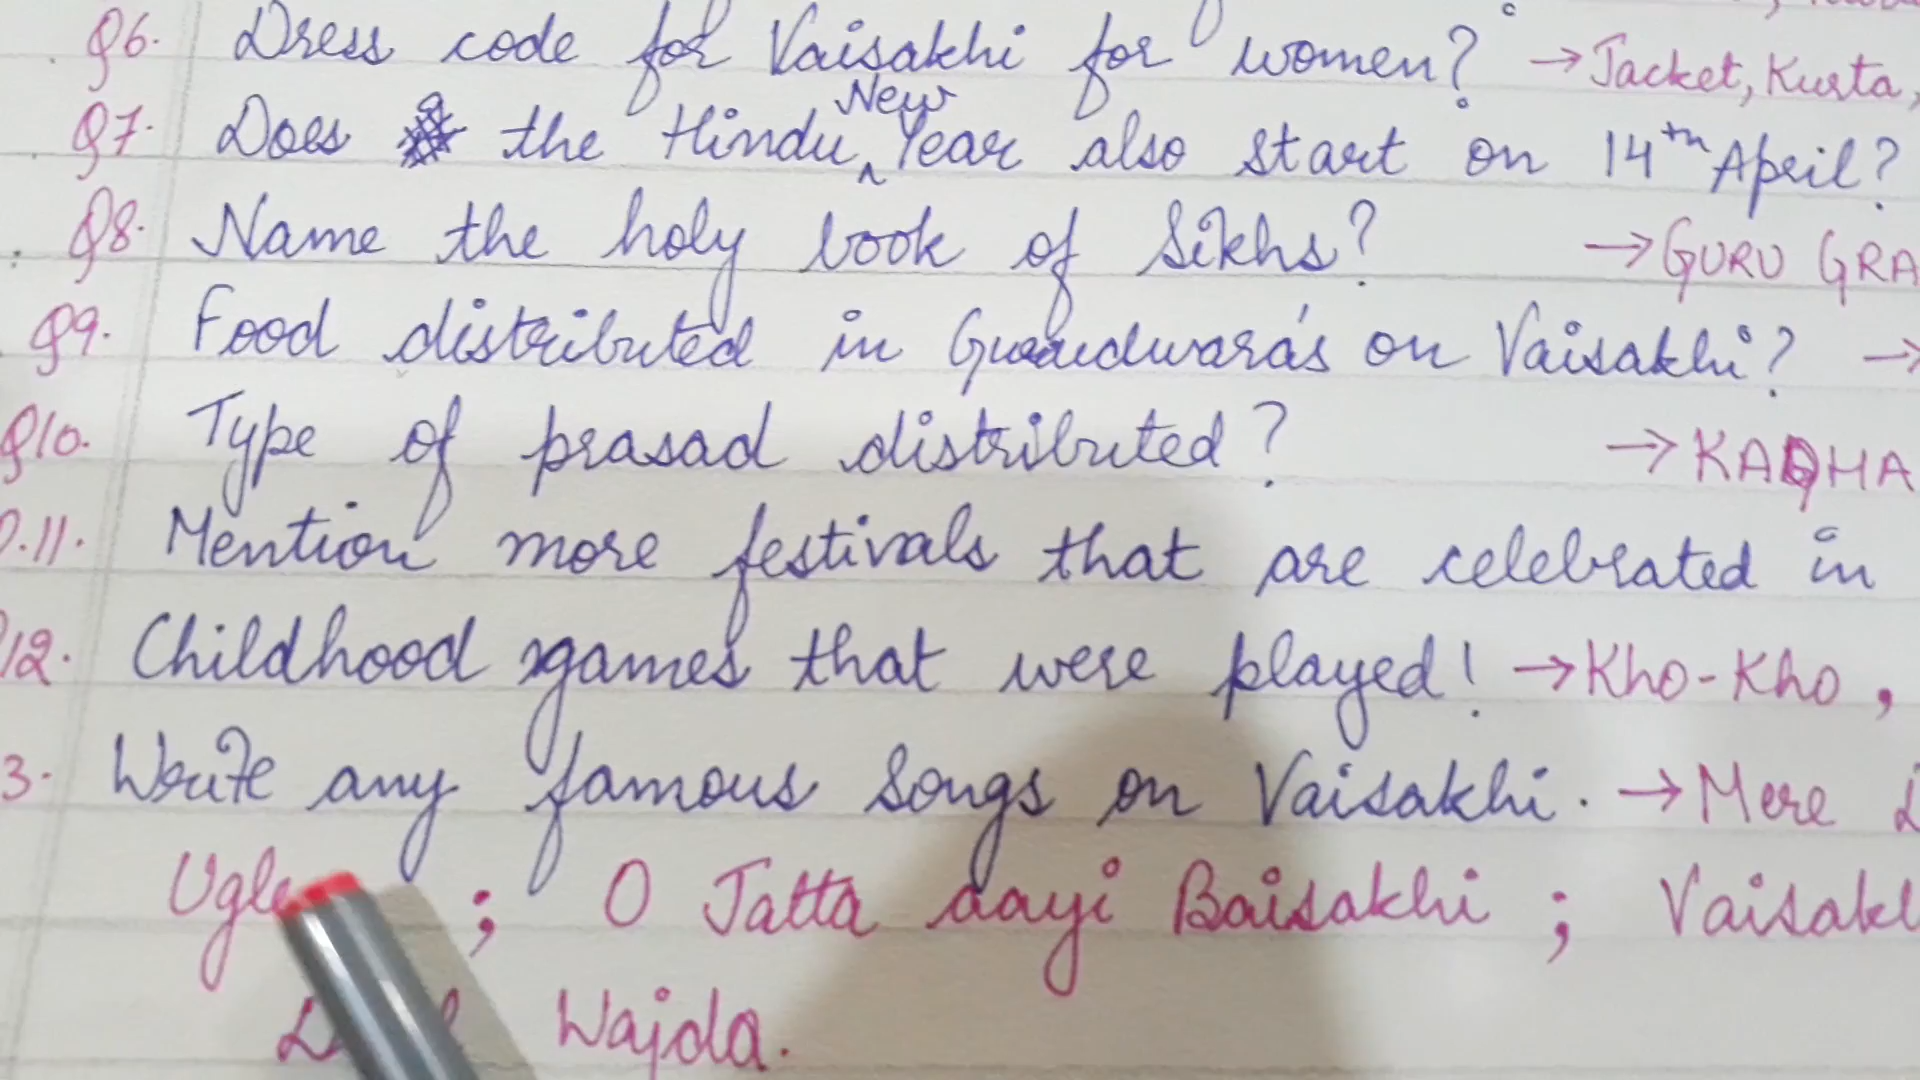 Q6. Dress code for Vaisakhi for women? → Jacket, Kurta,
Q7. Does the Hindu New Year also start on 14th April?
Q8. Name the holy book of Sikhs? → GURU GRA
Q9. Food distributed in Gurudwara's on Vaisakhi? →
Q10. Type of prasad distributed? → KADHA
Q.11. Mention more festivals that are celebrated in
12. Childhood games that were played! → Kho-Kho,
3. Write any famous songs on Vaisakhi. → Mere
; O Jatta aayi Baisakhi ; Vaisakh
Wajda.